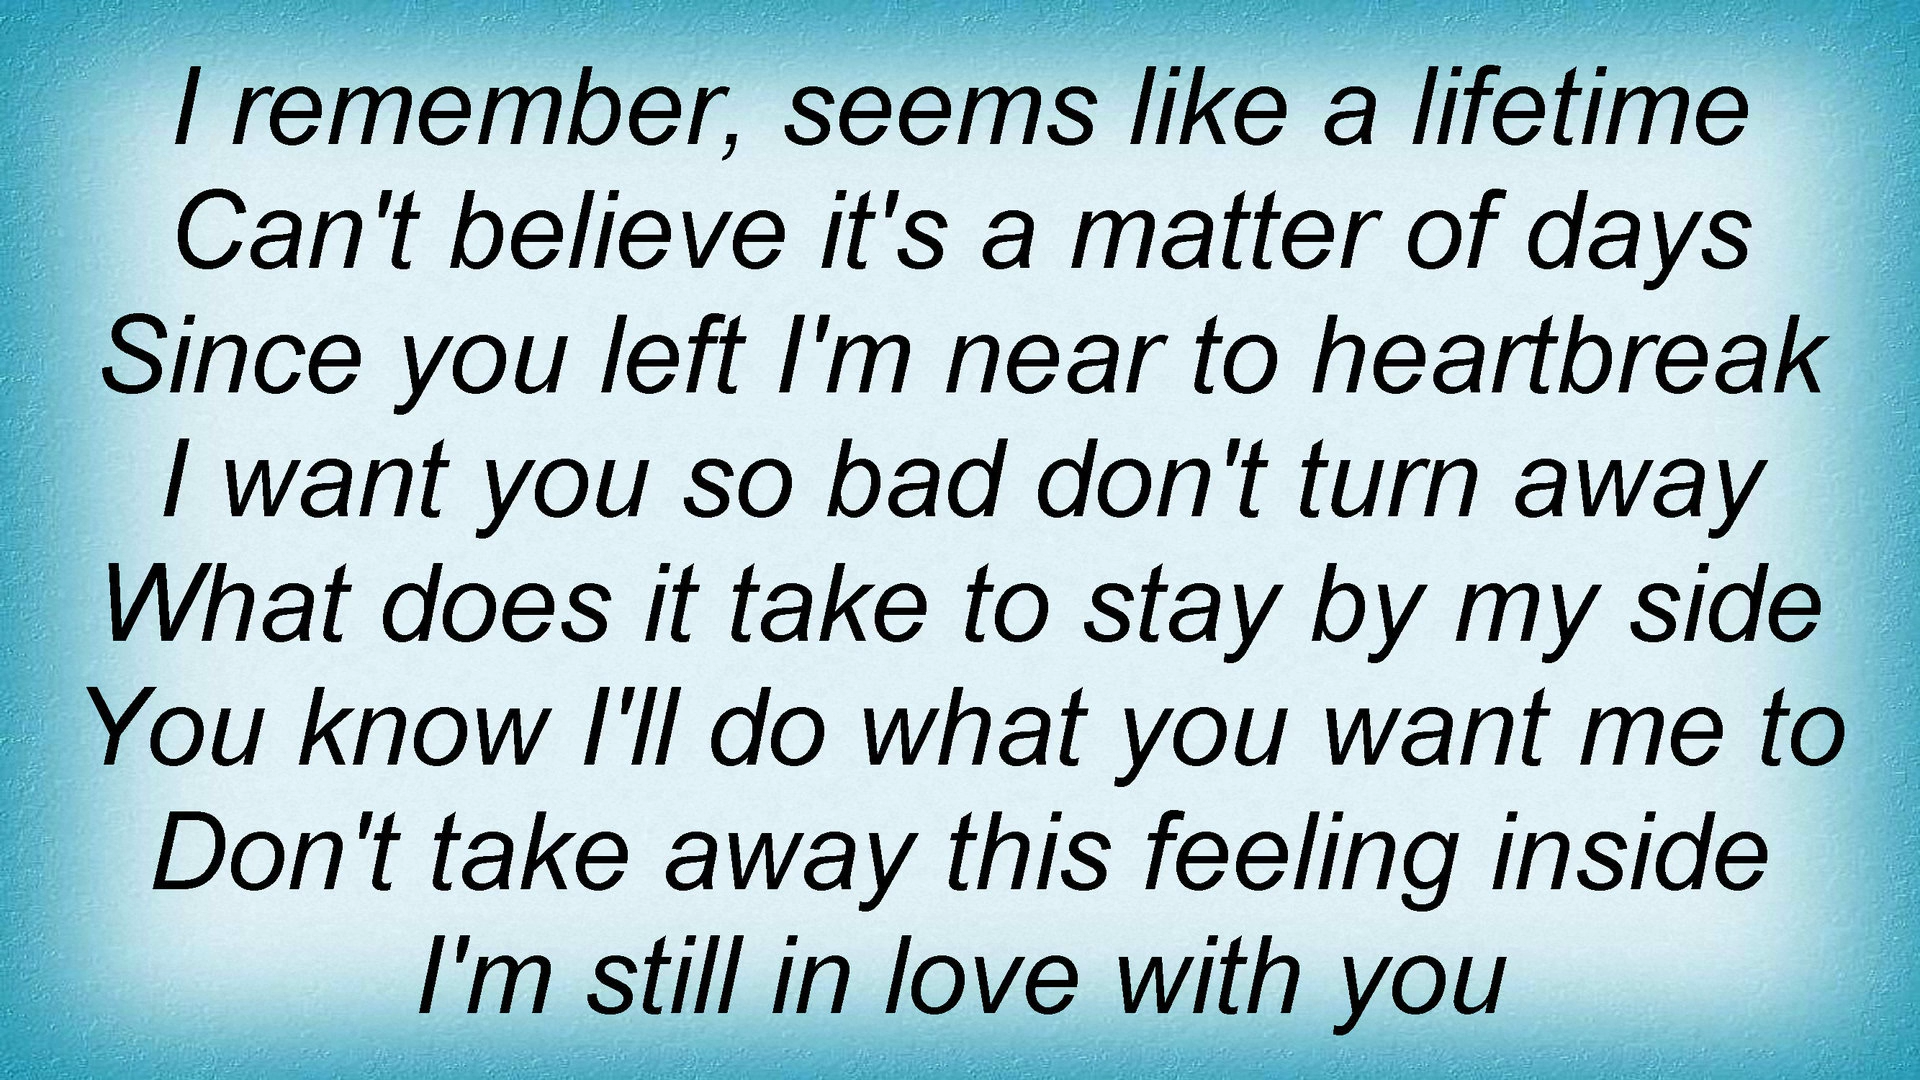 I remember, seems like a lifetime
Can't believe it's a matter of days
Since you left I'm near to heartbreak
I want you so bad don't turn away
What does it take to stay by my side
You know I'll do what you want me to
Don't take away this feeling inside
I'm still in love with you